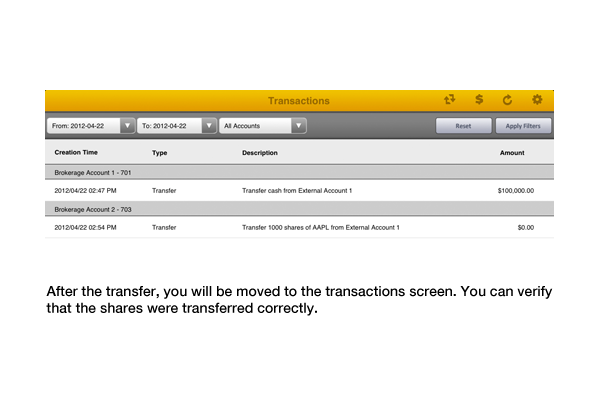 Transactions
From: 2012-04-22 To: 2012-04-22 All Accounts Reset Apply Filters
Creation Time Type Description Amount
Brokerage Account 1 - 701
2012/04/22 02:47 PM Transfer Transfer cash from External Account 1 $100,000.00
Brokerage Account 2 - 703
2012/04/22 02:54 PM Transfer Transfer 1000 shares of AAPL from External Account 1 $0.00
After the transfer, you will be moved to the transactions screen. You can verify
that the shares were transferred correctly.